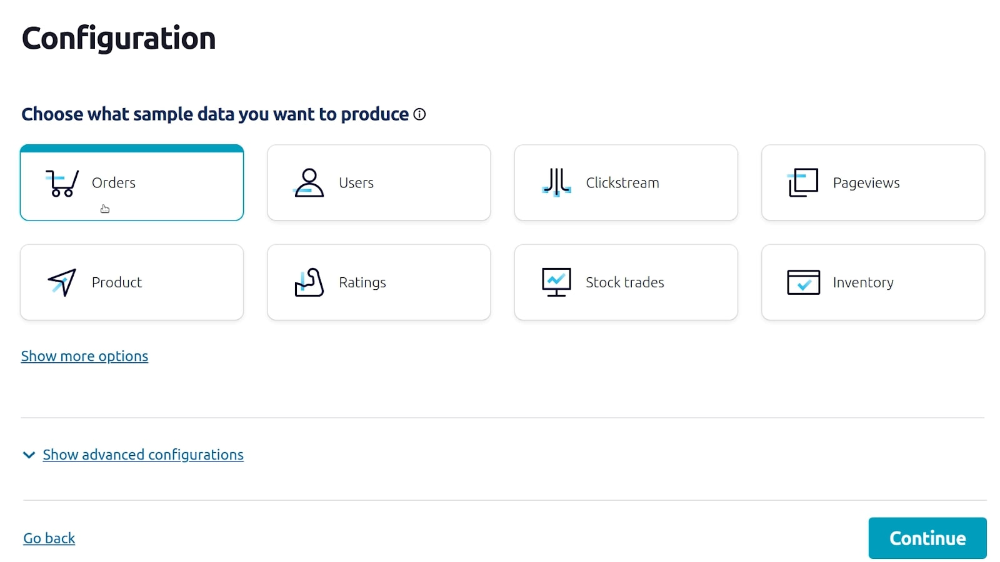 Configuration
Choose what sample data you want to produce
Orders
Users
Clickstream
Pageviews
Product
Ratings
Stock trades
Inventory
Show more options
Show advanced configurations
Go back
Continue